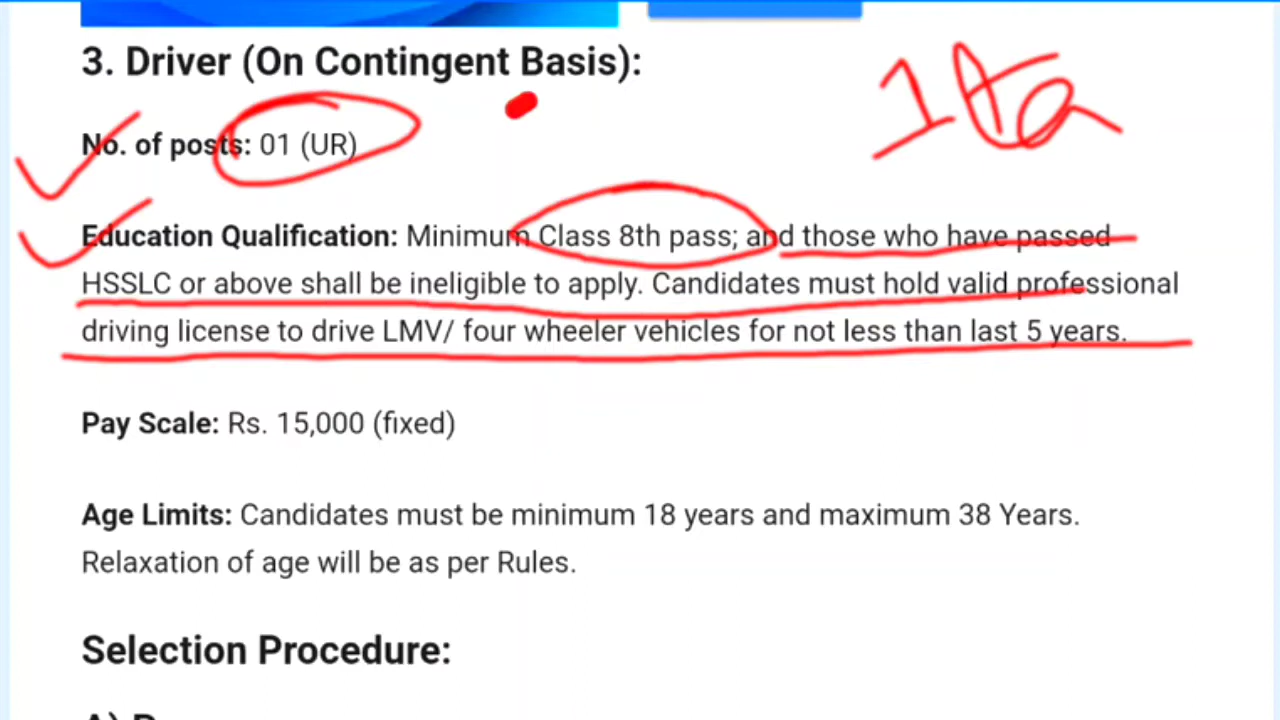 3. Driver (On Contingent Basis):
No. of posts: 01 (UR)
Education Qualification: Minimum Class 8th pass; and those who have passed
HSSLC or above shall be ineligible to apply. Candidates must hold valid professional
driving license to drive LMV/ four wheeler vehicles for not less than last 5 years.
Pay Scale: Rs. 15,000 (fixed)
Age Limits: Candidates must be minimum 18 years and maximum 38 Years.
Relaxation of age will be as per Rules.
Selection Procedure: